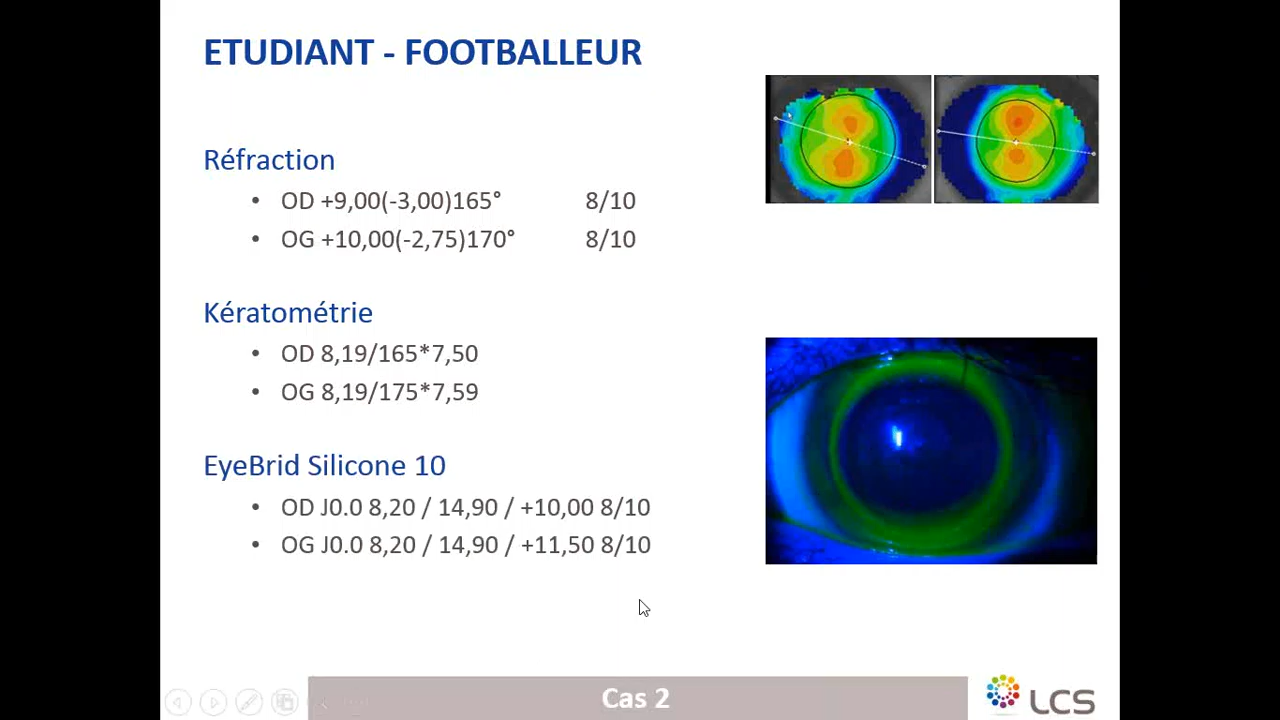 ETUDIANT - FOOTBALLEUR
Réfraction
• OD +9,00(-3,00)165° 8/10
• OG +10,00(-2,75)170° 8/10
Kératométrie
• OD 8,19/165*7,50
• OG 8,19/175*7,59
EyeBrid Silicone 10
• OD J0.0 8,20 / 14,90 / +10,00 8/10
• OG J0.0 8,20 / 14,90 / +11,50 8/10
Cas 2
LCS